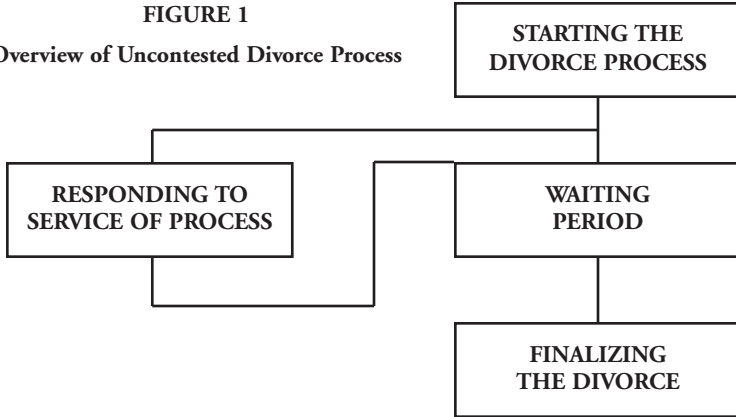 FIGURE 1
Overview of Uncontested Divorce Process
STARTING THE
DIVORCE PROCESS
RESPONDING TO
SERVICE OF PROCESS
WAITING
PERIOD
FINALIZING
THE DIVORCE